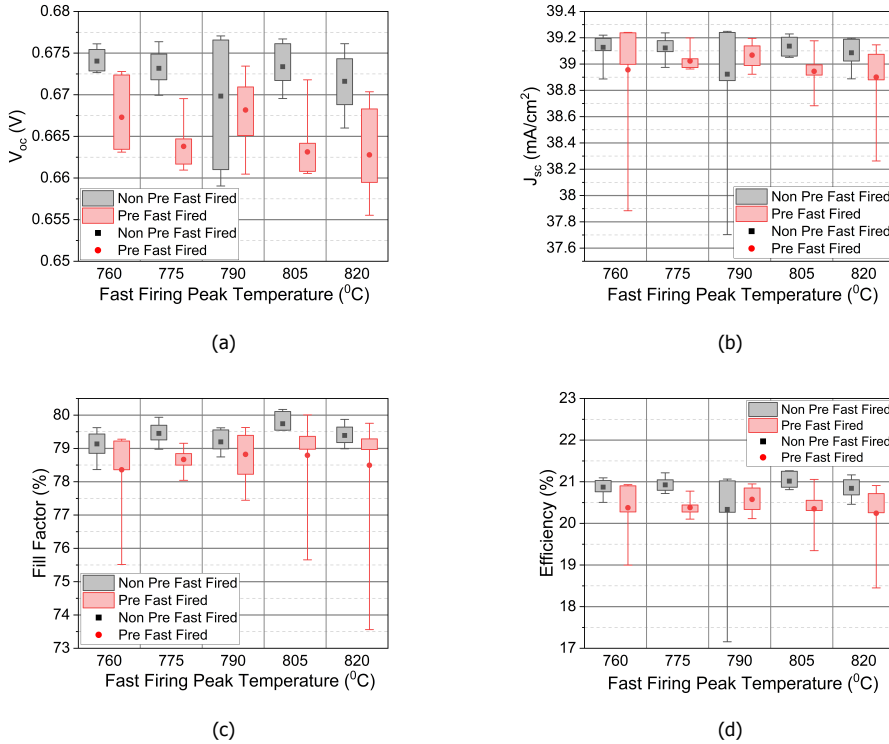 0.68
0.675
0.67
0.665
0.66
0.655
0.65
V_oc (V)
Non Pre Fast Fired
Pre Fast Fired
Non Pre Fast Fired
Pre Fast Fired
760 775 790 805 820
Fast Firing Peak Temperature (⁰C)
(a)
39.4
39.2
39
38.8
38.6
38.4
38.2
38
37.8
37.6
J_sc (mA/cm²)
Non Pre Fast Fired
Pre Fast Fired
Non Pre Fast Fired
Pre Fast Fired
760 775 790 805 820
Fast Firing Peak Temperature (⁰C)
(b)
80
79
78
77
76
75
74
73
Fill Factor (%)
Non Pre Fast Fired
Pre Fast Fired
Non Pre Fast Fired
Pre Fast Fired
760 775 790 805 820
Fast Firing Peak Temperature (⁰C)
(c)
23
22
21
20
19
18
17
Efficiency (%)
Non Pre Fast Fired
Pre Fast Fired
Non Pre Fast Fired
Pre Fast Fired
760 775 790 805 820
Fast Firing Peak Temperature (⁰C)
(d)